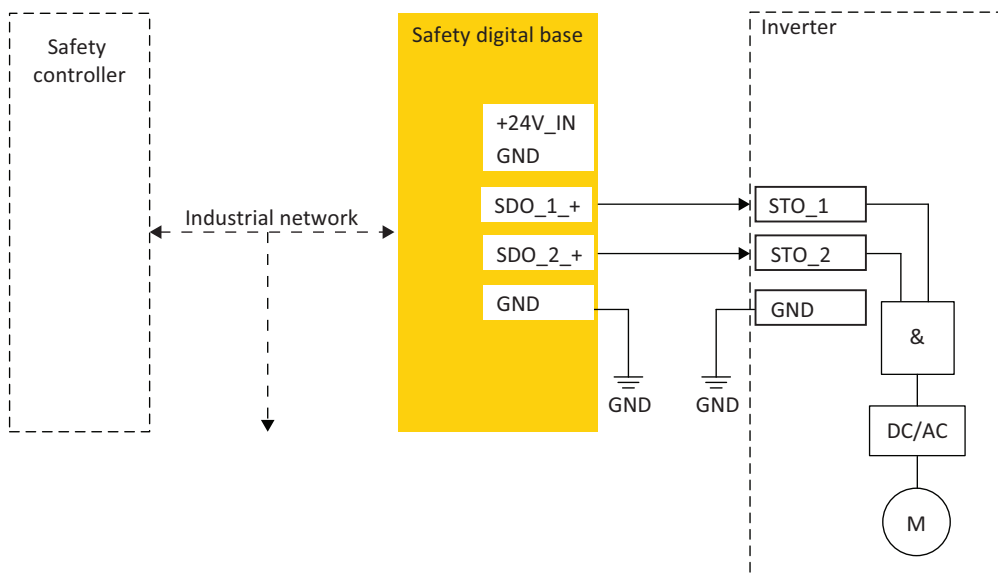 Safety
controller
Industrial network
Safety digital base
+24V_IN
GND
SDO_1_+
SDO_2_+
GND
GND
GND
Inverter
STO_1
STO_2
GND
&
DC/AC
M